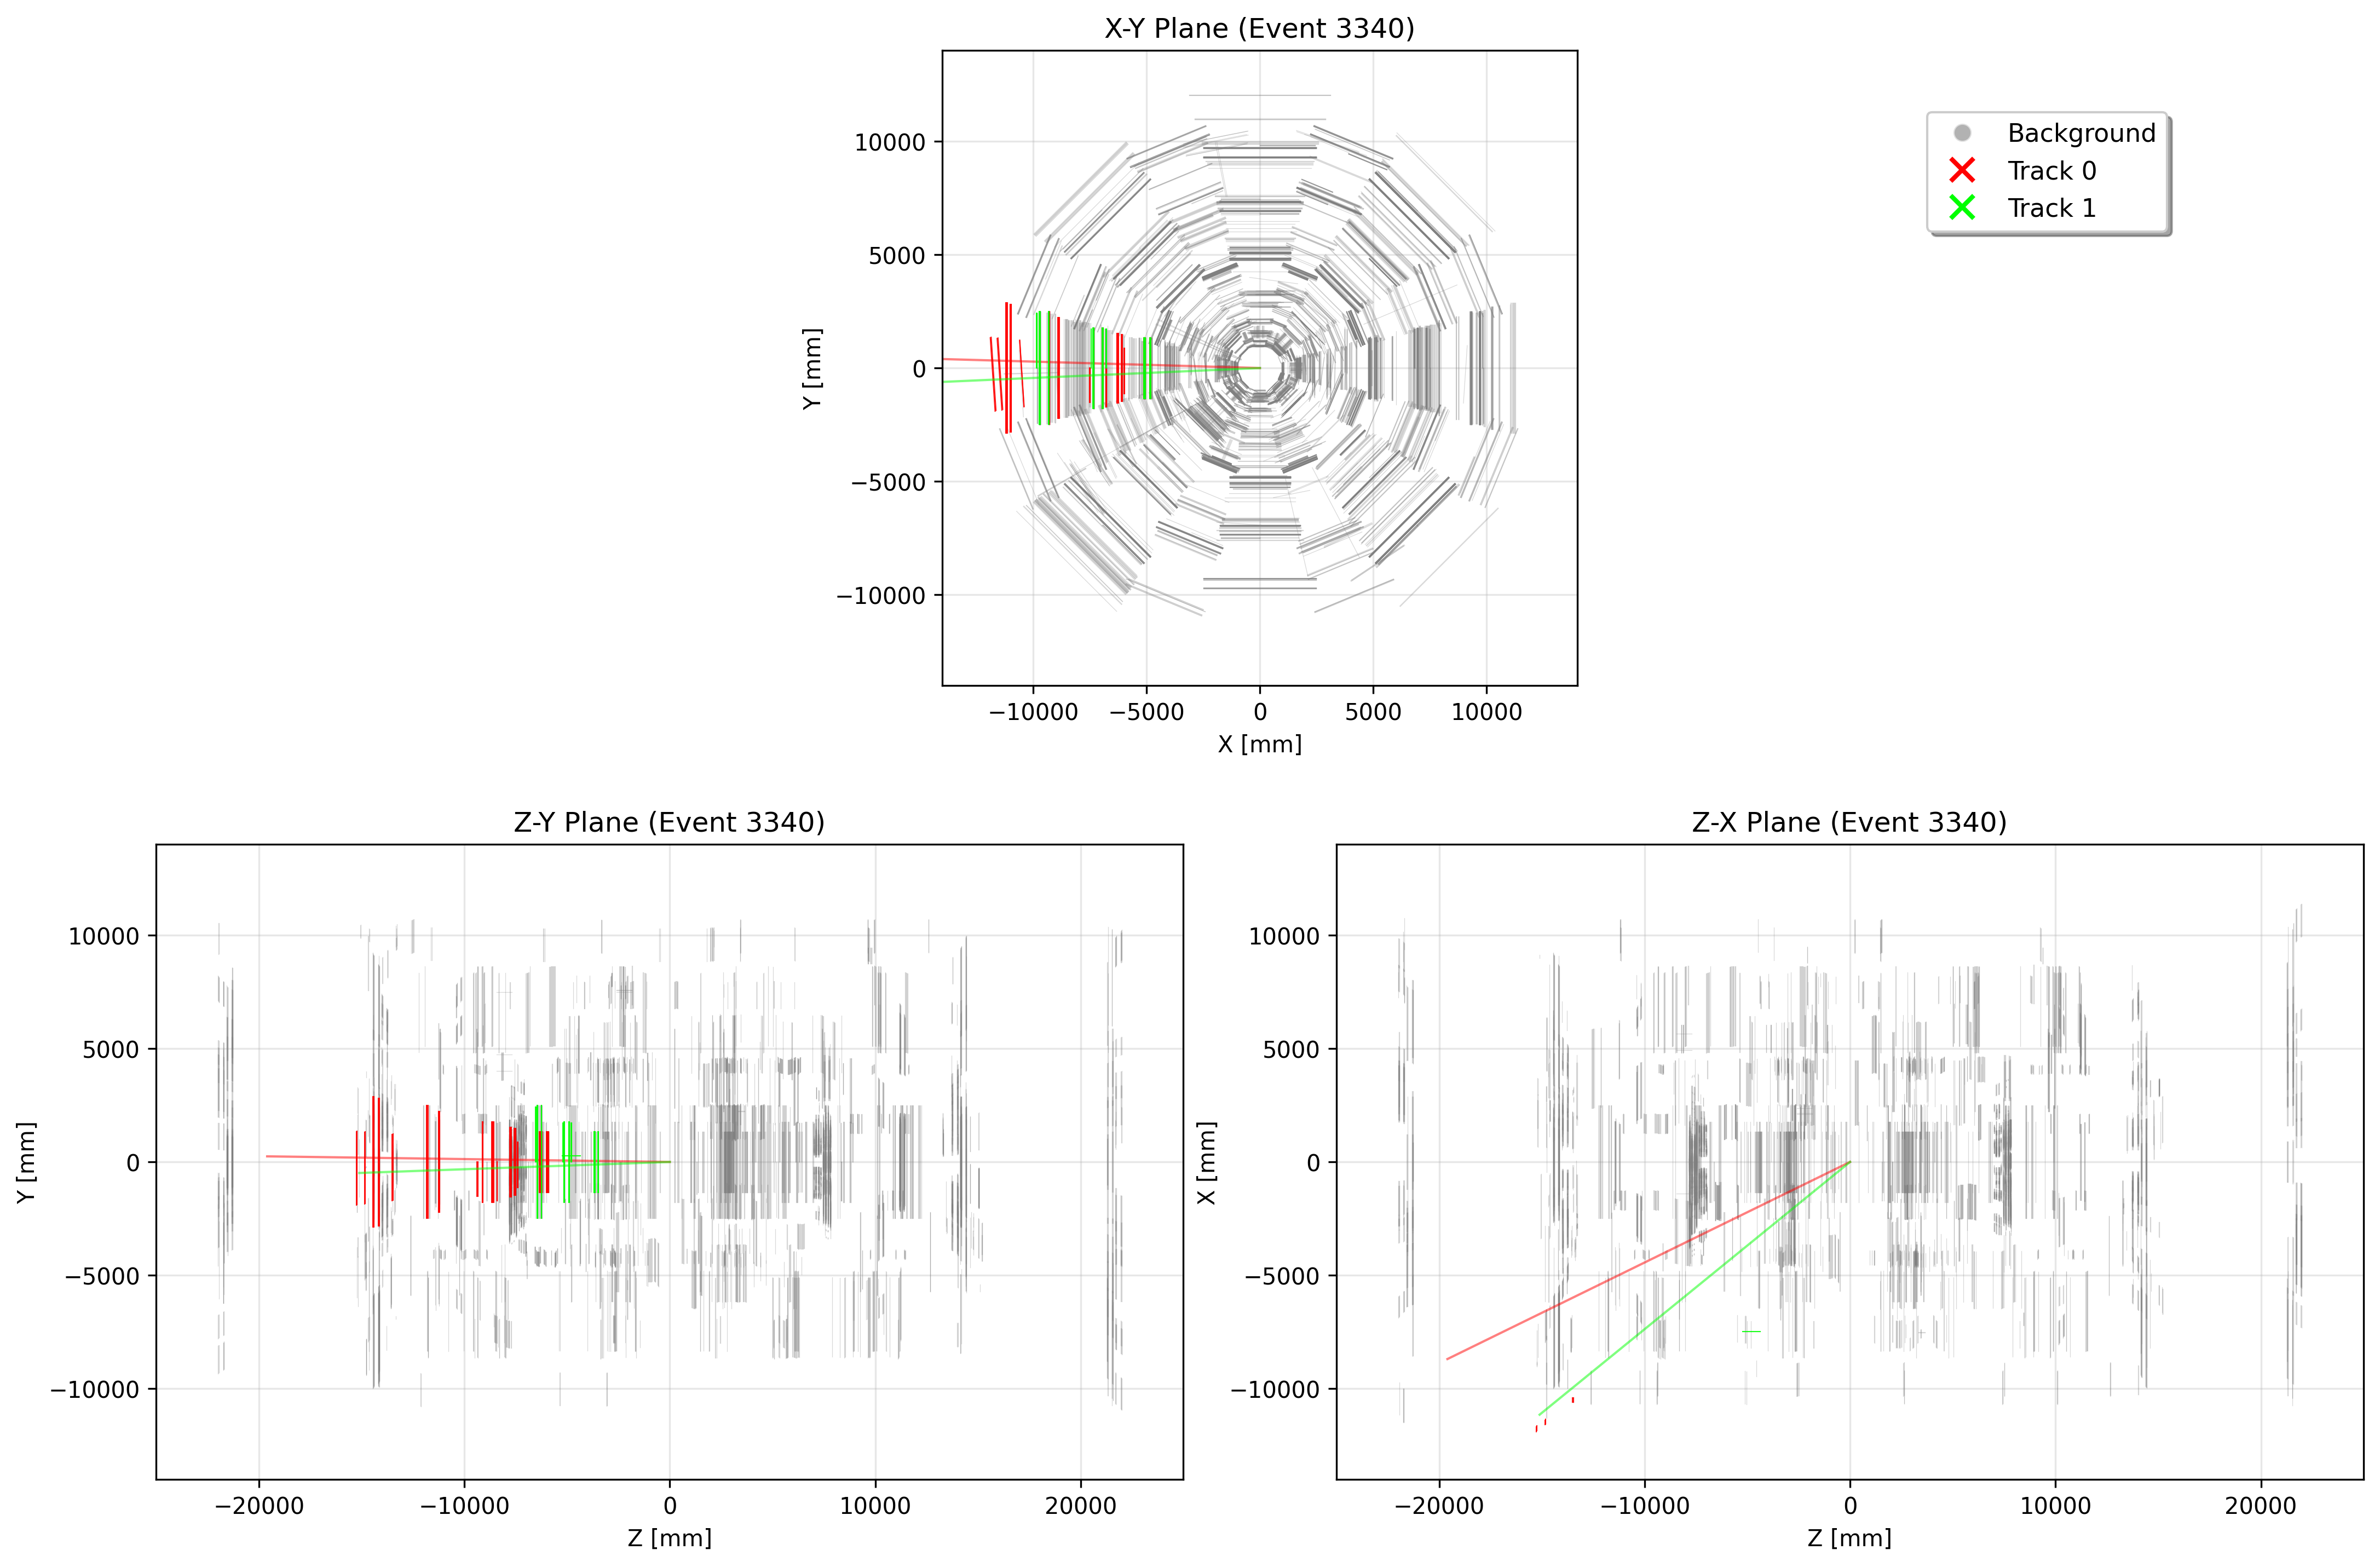 X-Y Plane (Event 3340)
Y [mm]
10000
5000
0
−5000
−10000
−10000 −5000 0 5000 10000
X [mm]
Background
Track 0
Track 1
Z-Y Plane (Event 3340)
Y [mm]
10000
5000
0
−5000
−10000
−20000 −10000 0 10000 20000
Z [mm]
Z-X Plane (Event 3340)
X [mm]
10000
5000
0
−5000
−10000
−20000 −10000 0 10000 20000
Z [mm]